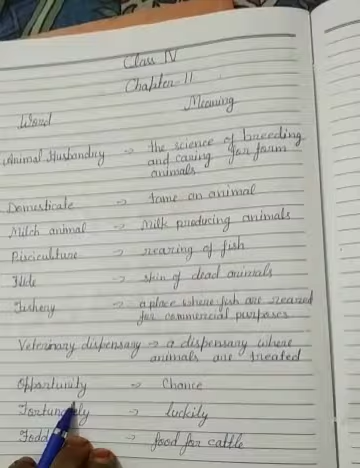 Class IV
Chapter - 11
Word Meaning
Animal Husbandry → the science of breeding
and caring for farm
animals
Domesticate → tame an animal
Milch animal → Milk producing animals
Pisciculture → rearing of fish
Hide → skin of dead animals
Fishery → a place where fish are reared
for commercial purposes
Veterinary dispensary → a dispensary where
animals are treated
Opportunity → Chance
Fortunately → luckily
→ food for cattle